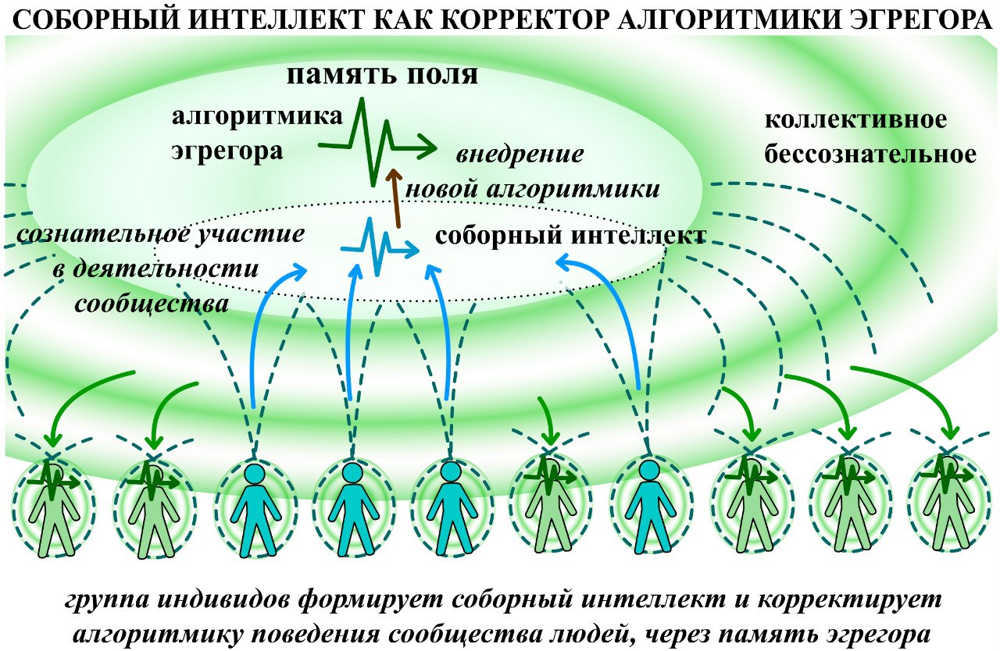 СОБОРНЫЙ ИНТЕЛЛЕКТ КАК КОРРЕКТОР АЛГОРИТМИКИ ЭГРЕГОРА
память поля
алгоритмика
эгрегора
коллективное
бессознательное
внедрение
новой алгоритмики
сознательное участие
в деятельности
сообщества
соборный интеллект
группа индивидов формирует соборный интеллект и корректирует
алгоритмику поведения сообщества людей, через память эгрегора